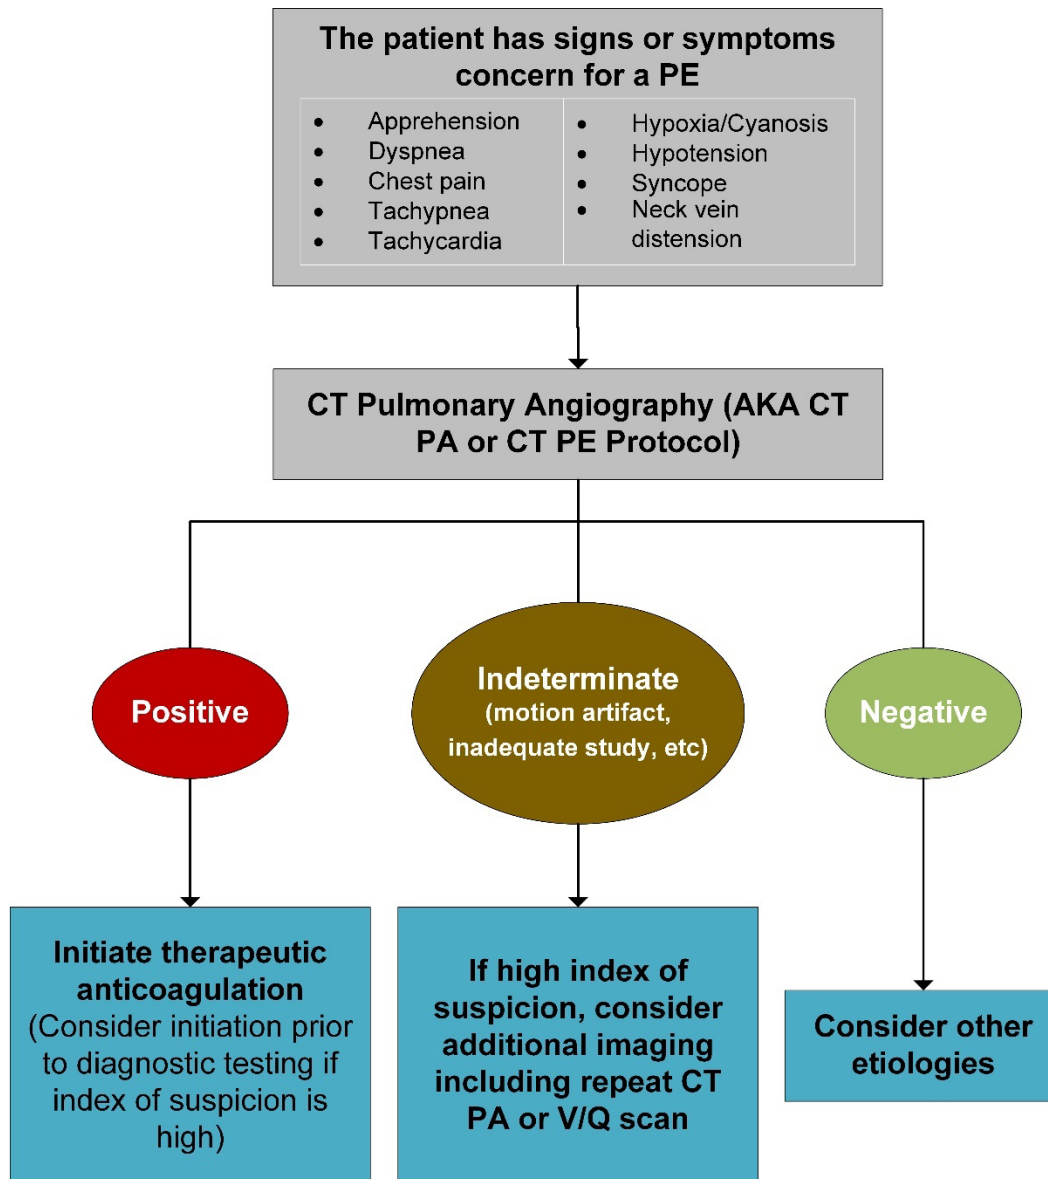 The patient has signs or symptoms
concern for a PE
• Apprehension
• Dyspnea
• Chest pain
• Tachypnea
• Tachycardia
• Hypoxia/Cyanosis
• Hypotension
• Syncope
• Neck vein
distension
CT Pulmonary Angiography (AKA CT
PA or CT PE Protocol)
Positive
Indeterminate
(motion artifact,
inadequate study, etc)
Negative
Initiate therapeutic
anticoagulation
(Consider initiation prior
to diagnostic testing if
index of suspicion is
high)
If high index of
suspicion, consider
additional imaging
including repeat CT
PA or V/Q scan
Consider other
etiologies